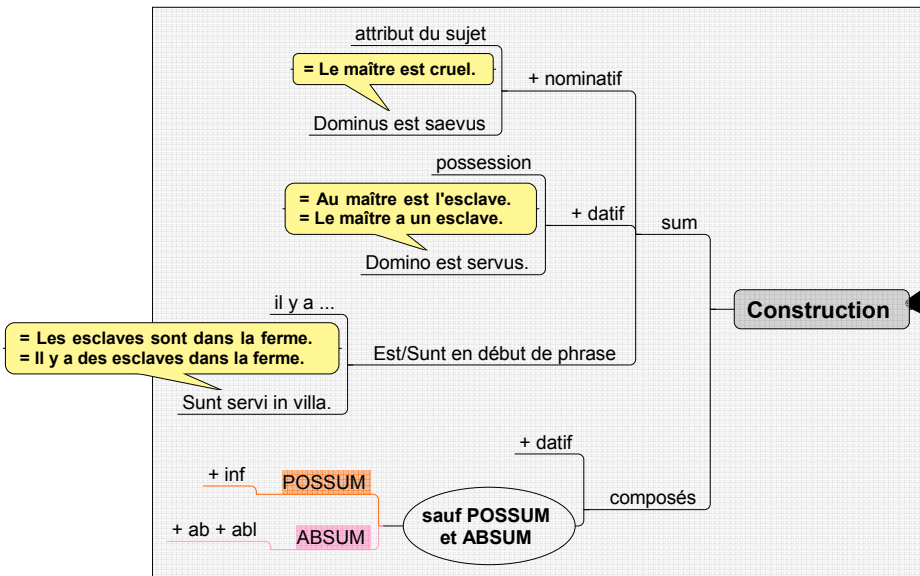 attribut du sujet
= Le maître est cruel.
+ nominatif
Dominus est saevus
possession
= Au maître est l'esclave.
= Le maître a un esclave.
+ datif
sum
Domino est servus.
il y a ...
Construction
= Les esclaves sont dans la ferme.
= Il y a des esclaves dans la ferme.
Est/Sunt en début de phrase
Sunt servi in villa.
+ datif
+ inf
POSSUM
composés
sauf POSSUM
et ABSUM
+ ab + abl
ABSUM